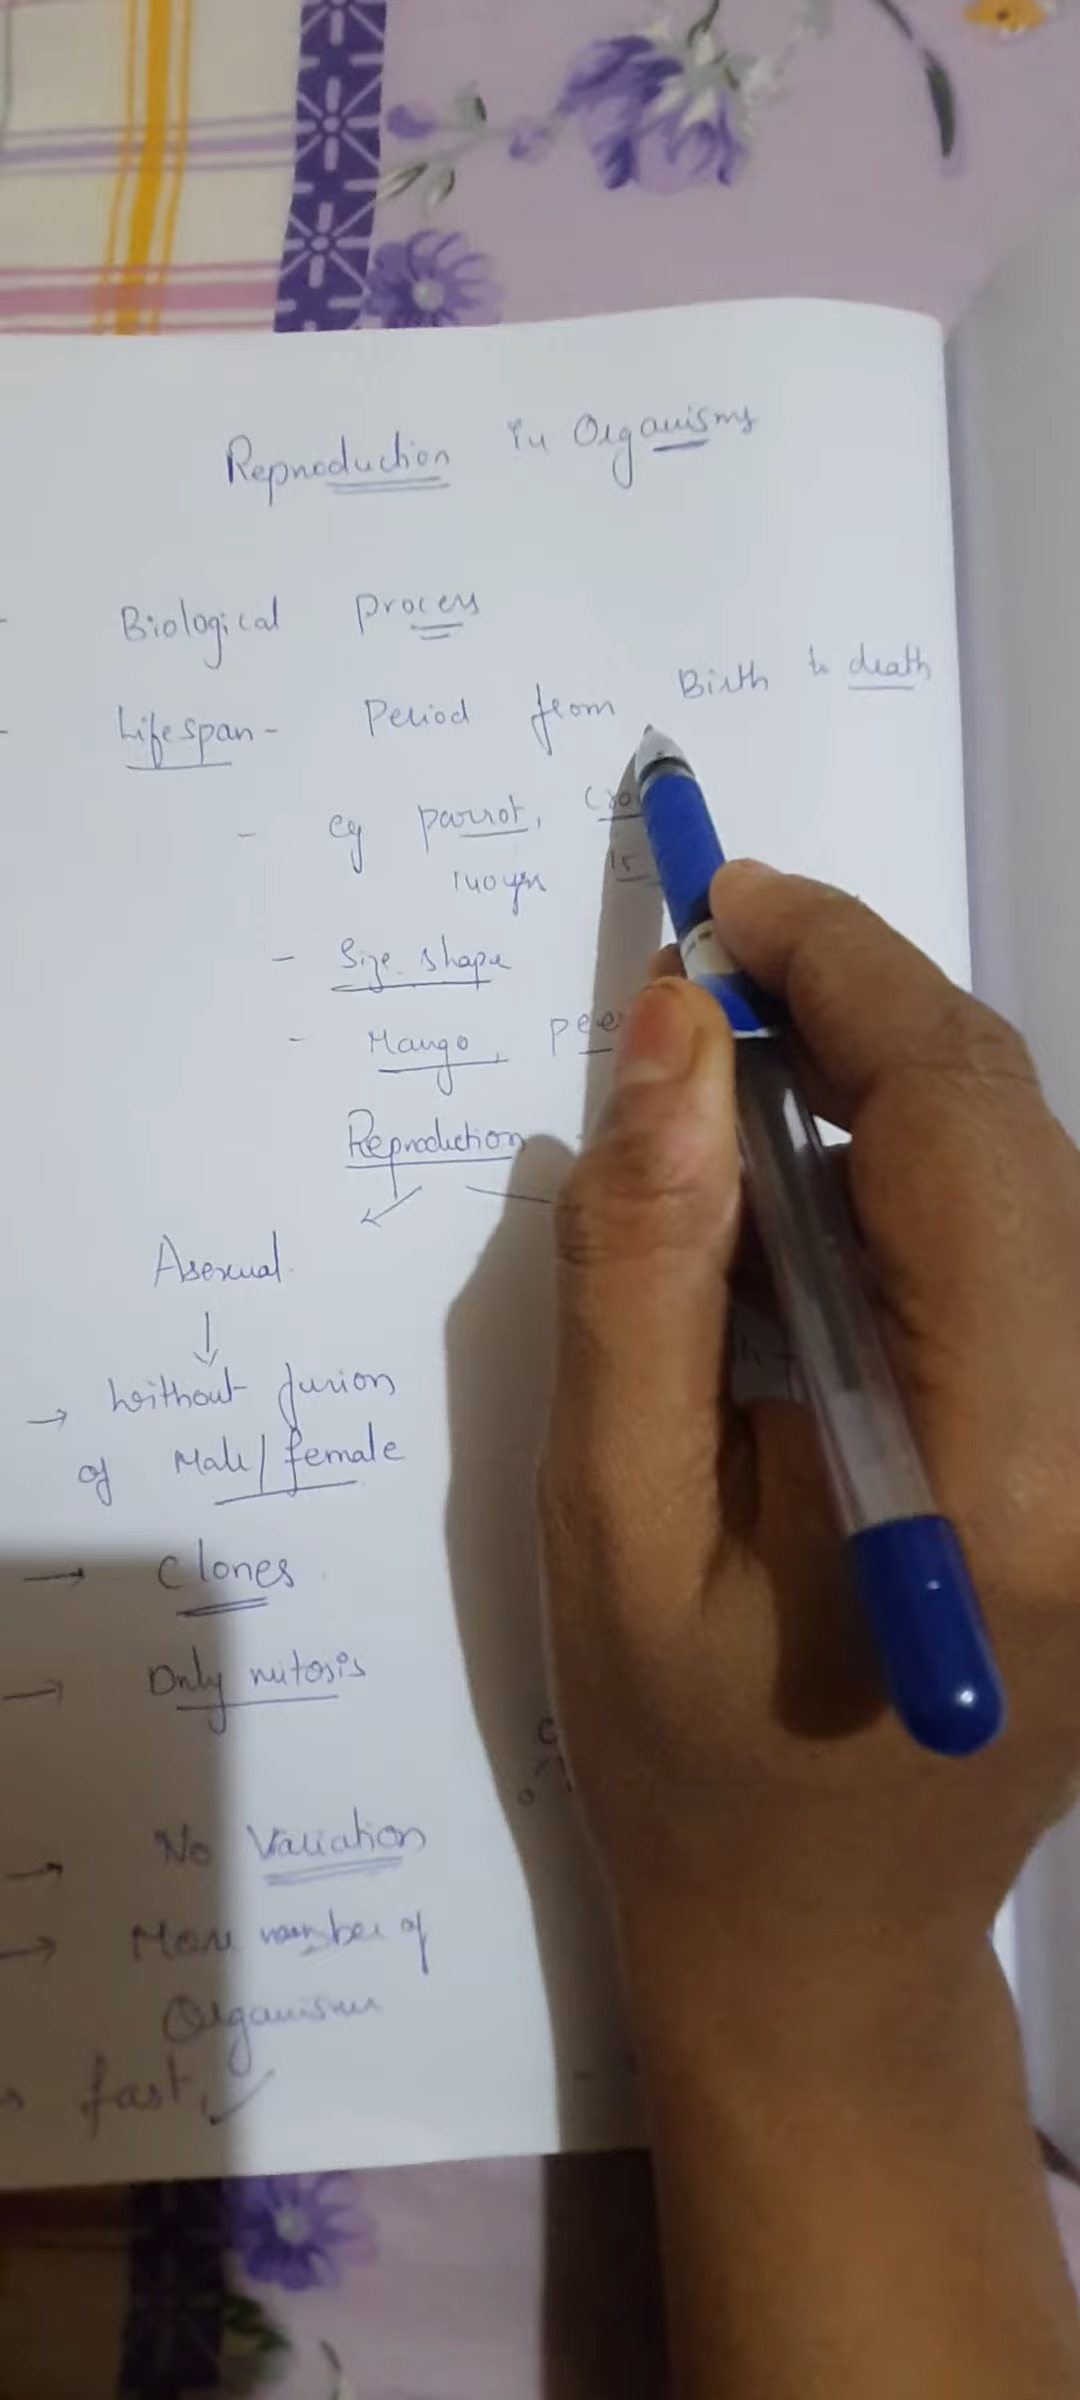 Reproduction in Organisms
- Biological Process
- Lifespan - Period from Birth to death
- eg parrot,
140 yrs 15
- Size. shape
- Mango,
Reproduction
Asexual
→ Without fusion
of Male/female
→ Clones
→ Only mitosis
→ No Variation
→ More number of
Organisms
fast,